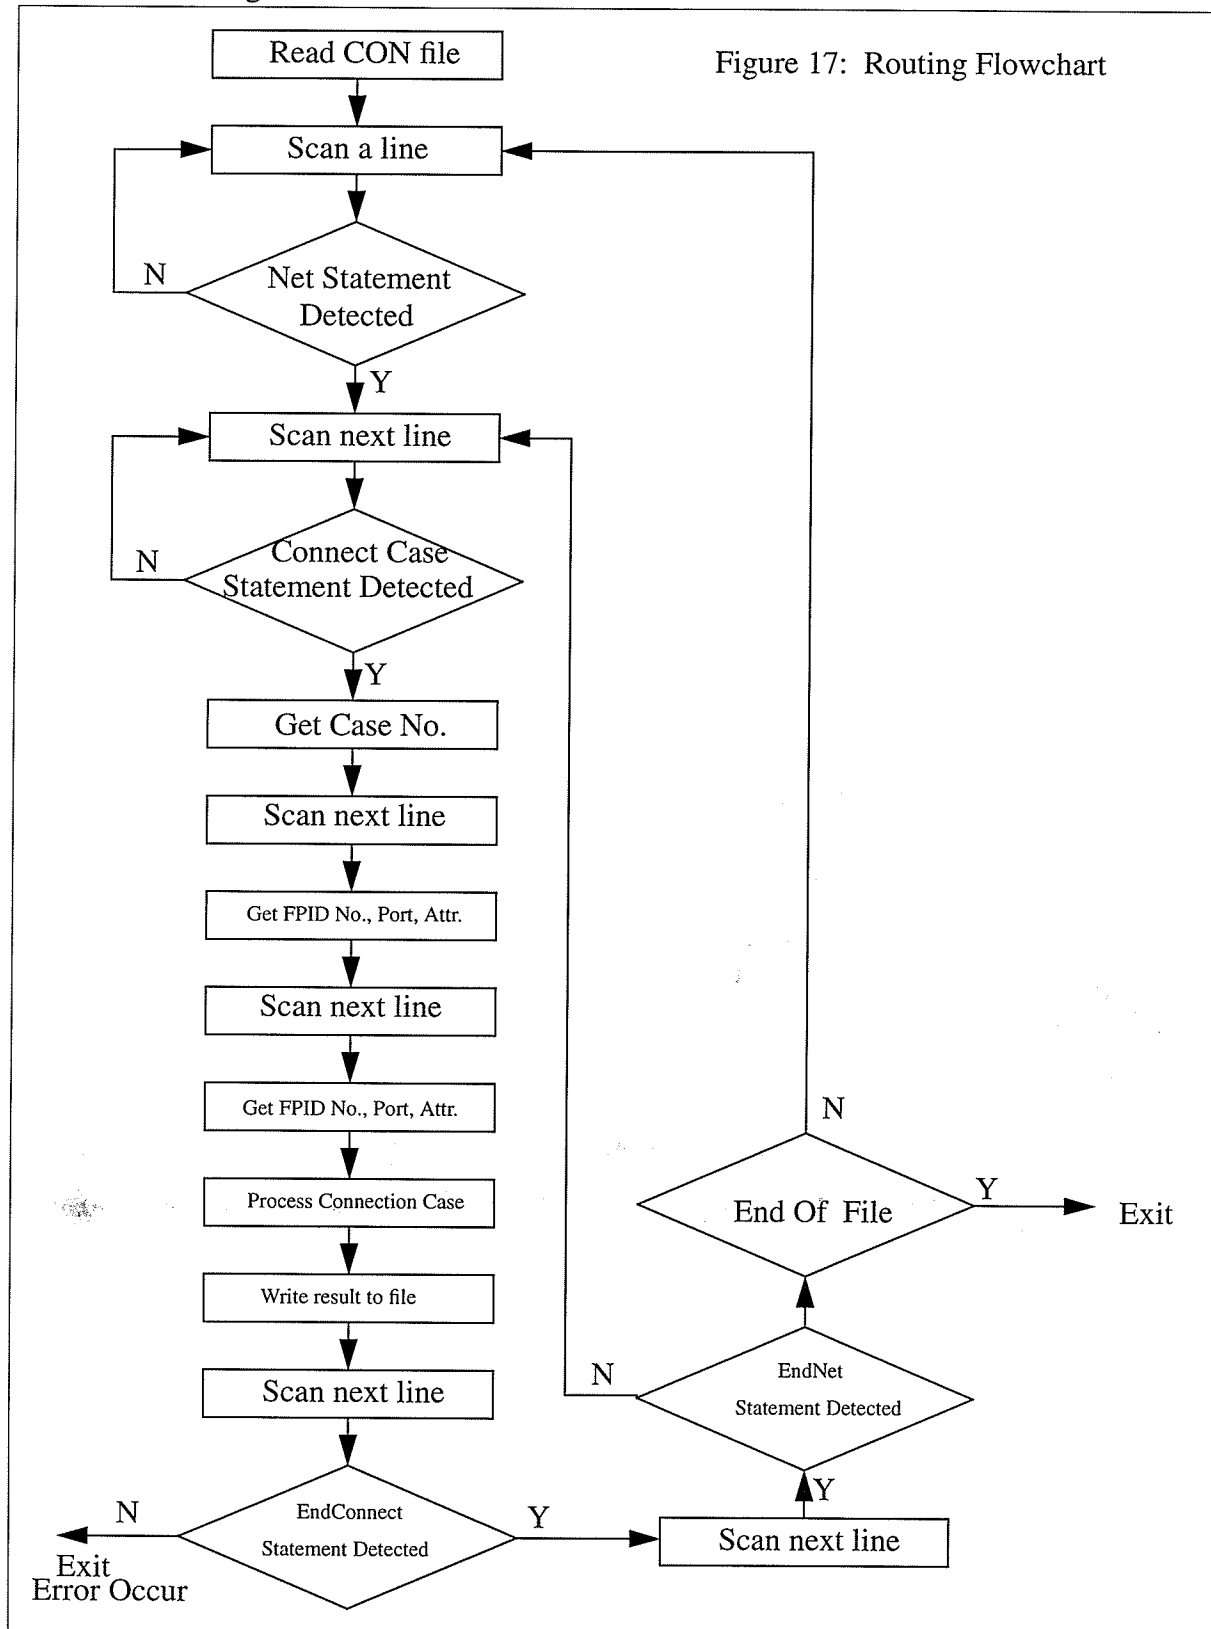 Read CON file
Figure 17: Routing Flowchart
Scan a line
N
Net Statement
Detected
Y
Scan next line
N
Connect Case
Statement Detected
Y
Get Case No.
Scan next line
Get FPID No., Port, Attr.
Scan next line
Get FPID No., Port, Attr.
Process Connection Case
Write result to file
Scan next line
N
EndConnect
Statement Detected
Y
Exit
Error Occur
Scan next line
Y
EndNet
Statement Detected
N
End Of File
N
Y
Exit